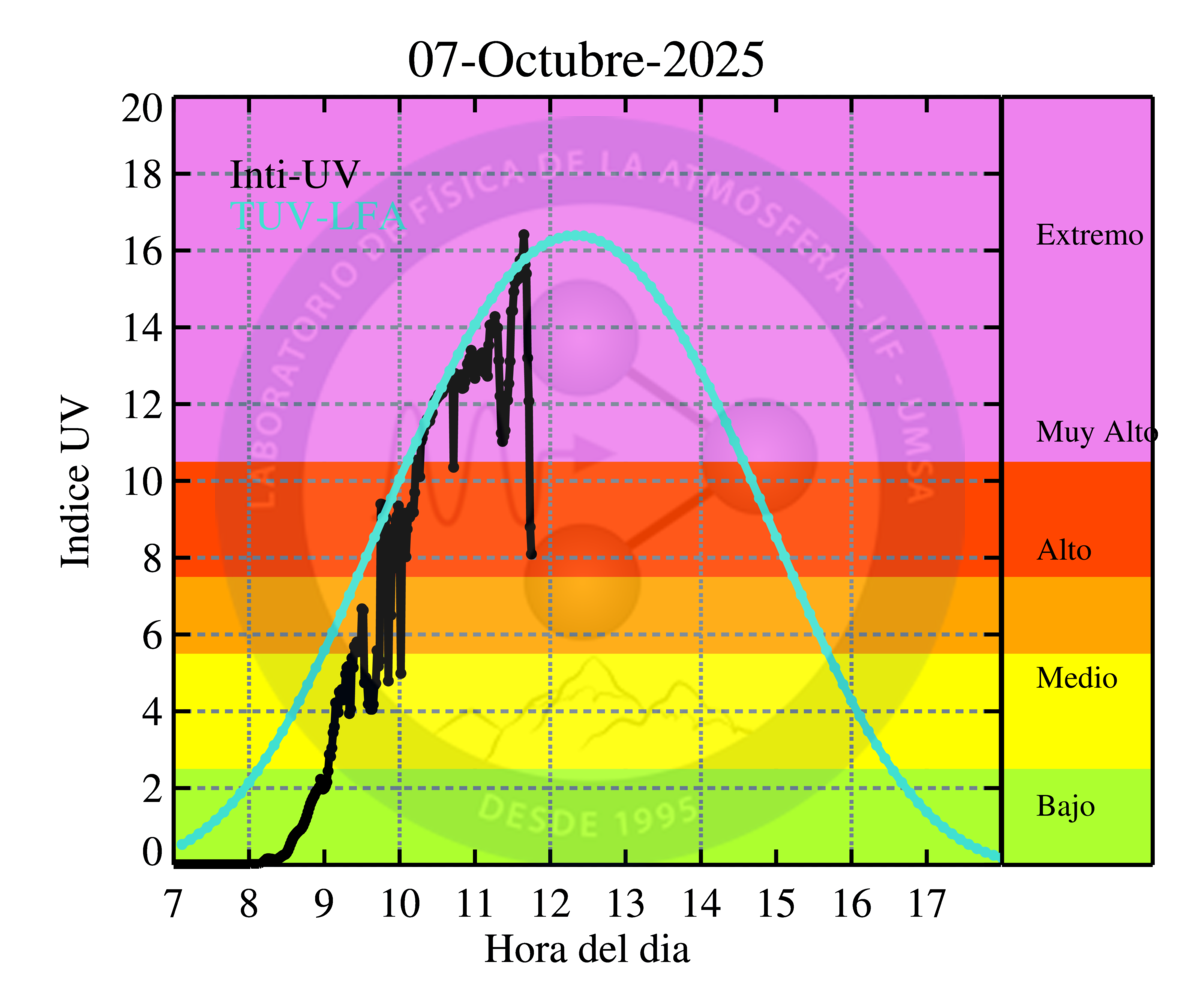 07-Octubre-2025
20
18
16
14
12
10
8
6
4
2
0
Indice UV
Inti-UV
TUV-LFA
LABORATORIO DE FÍSICA DE LA ATMÓSFERA - IIF - UMSA
DESDE 1995
Extremo
Muy Alto
Alto
Medio
Bajo
7 8 9 10 11 12 13 14 15 16 17
Hora del dia